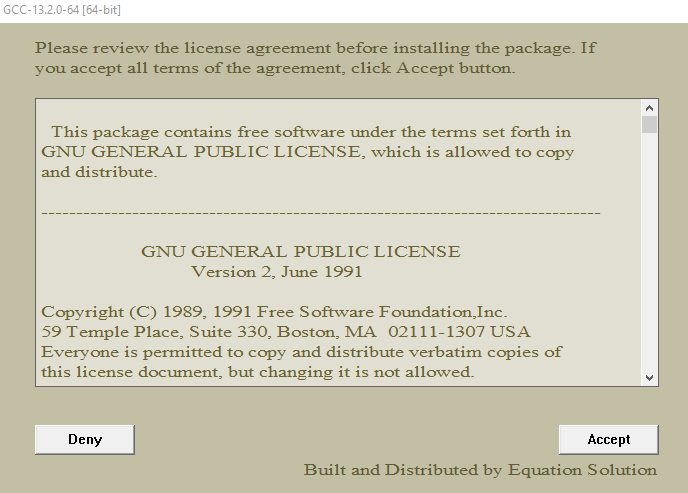 GCC-13.2.0-64 [64-bit]
Please review the license agreement before installing the package. If
you accept all terms of the agreement, click Accept button.
This package contains free software under the terms set forth in
GNU GENERAL PUBLIC LICENSE, which is allowed to copy
and distribute.
--------------------------------------------------------------------------------
GNU GENERAL PUBLIC LICENSE
Version 2, June 1991
Copyright (C) 1989, 1991 Free Software Foundation,Inc.
59 Temple Place, Suite 330, Boston, MA  02111-1307 USA
Everyone is permitted to copy and distribute verbatim copies of
this license document, but changing it is not allowed.
Deny Accept
Built and Distributed by Equation Solution